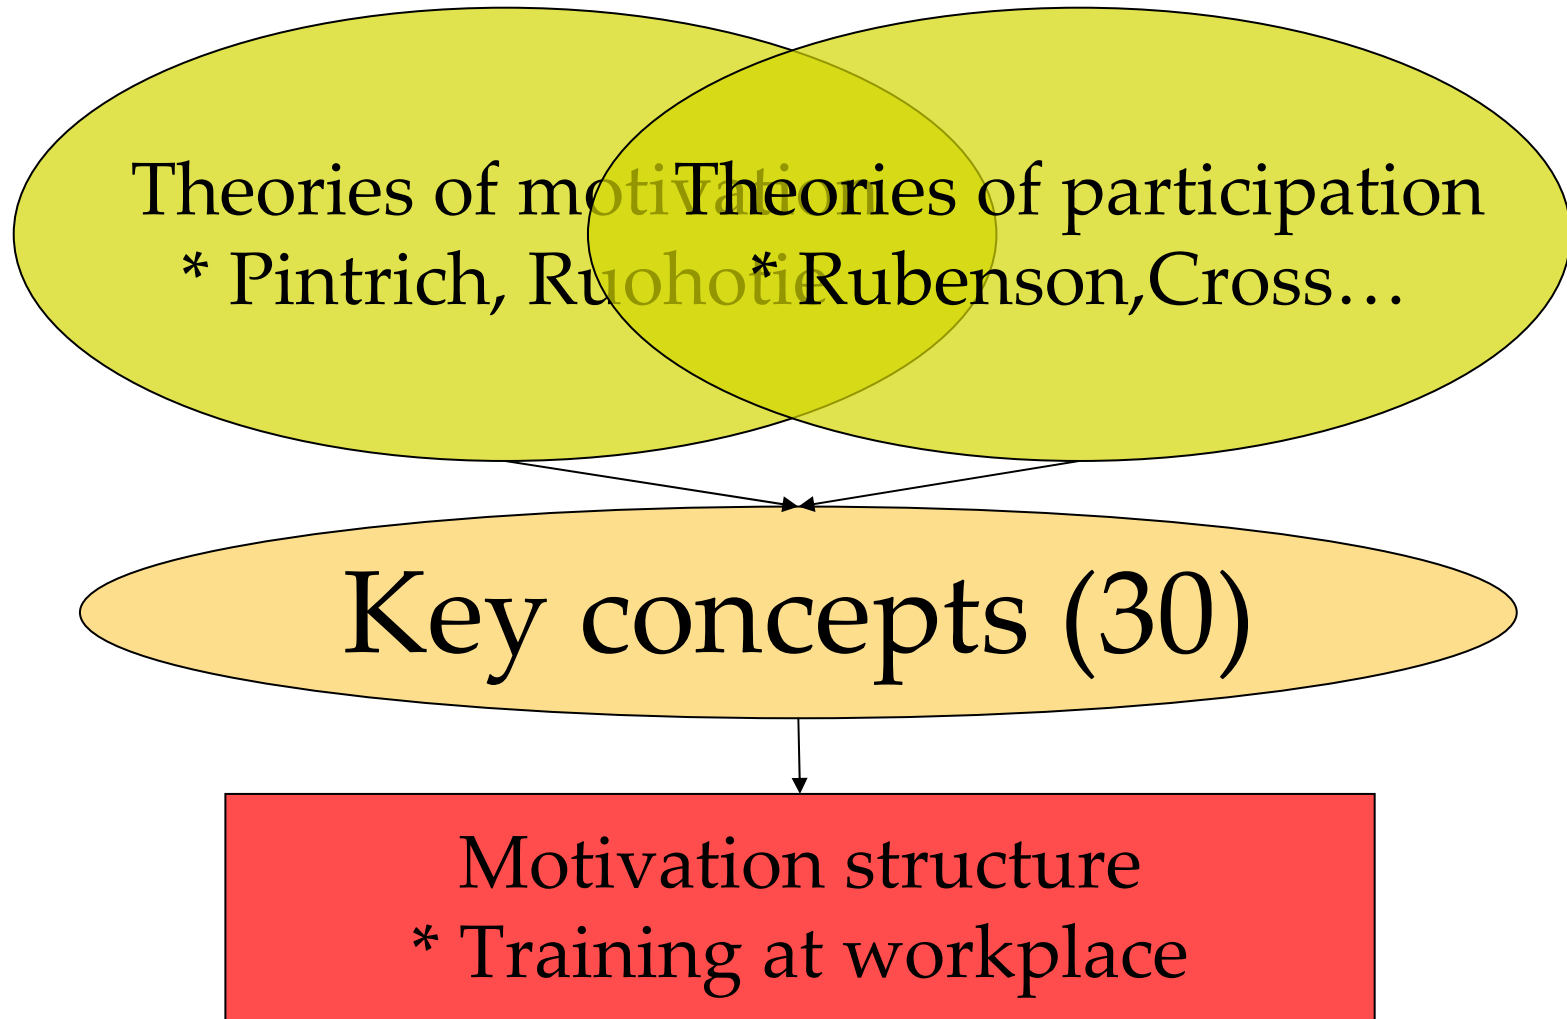 Theories of motivation
* Pintrich, Ruohotie
Theories of participation
* Rubenson,Cross…
Key concepts (30)
Motivation structure
* Training at workplace